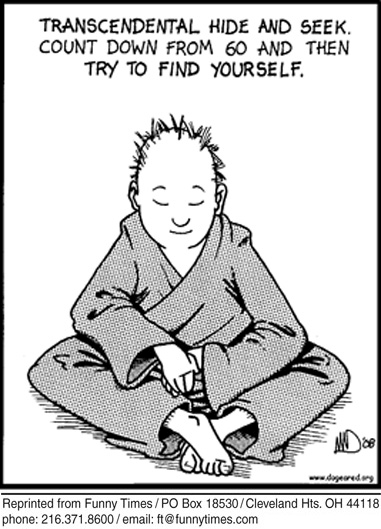 TRANSCENDENTAL HIDE AND SEEK.
COUNT DOWN FROM 60 AND THEN
TRY TO FIND YOURSELF.
'08
www.dogeared.org
Reprinted from Funny Times / PO Box 18530 / Cleveland Hts. OH 44118
phone: 216.371.8600 / email: ft@funnytimes.com